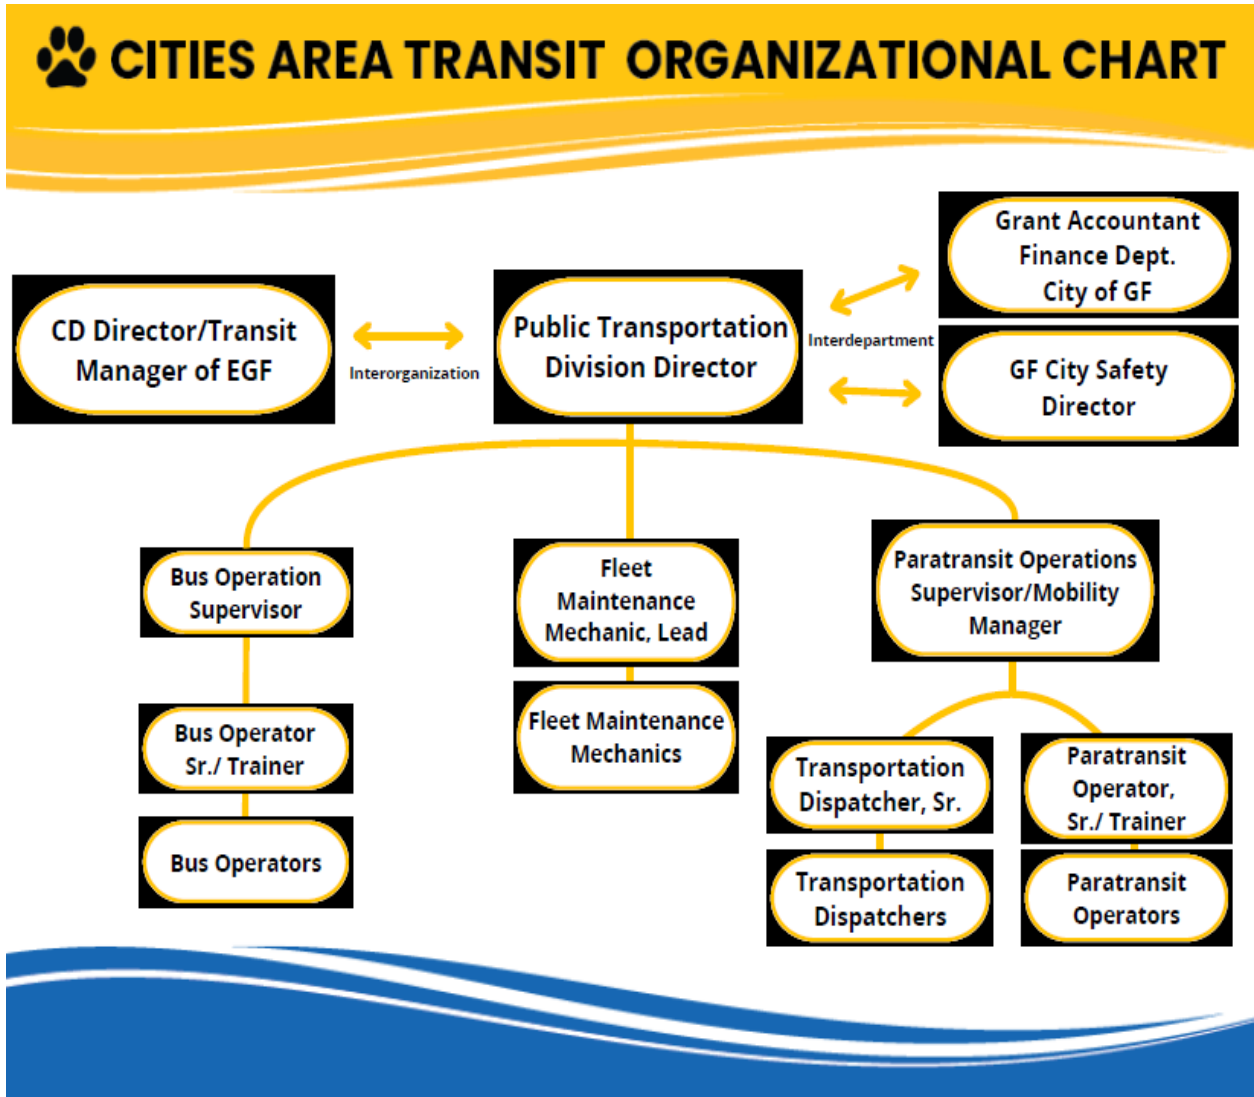 CITIES AREA TRANSIT ORGANIZATIONAL CHART
Grant Accountant
Finance Dept.
City of GF
CD Director/Transit
Manager of EGF
Interorganization
Public Transportation
Division Director
Interdepartment
GF City Safety
Director
Bus Operation
Supervisor
Fleet
Maintenance
Mechanic, Lead
Paratransit Operations
Supervisor/Mobility
Manager
Bus Operator
Sr./ Trainer
Fleet Maintenance
Mechanics
Transportation
Dispatcher, Sr.
Paratransit
Operator,
Sr./ Trainer
Bus Operators
Transportation
Dispatchers
Paratransit
Operators